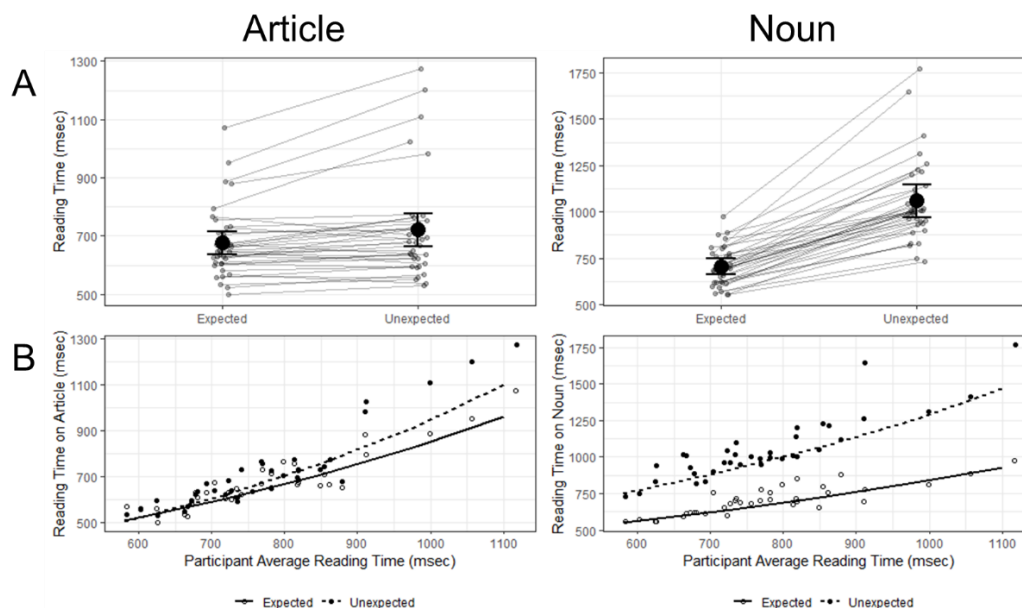 Article
Noun
A
1300
1100
900
700
500
Reading Time (msec)
Expected
Unexpected
1750
1500
1250
1000
750
500
Reading Time (msec)
Expected
Unexpected
B
1300
1100
900
700
500
Reading Time on Article (msec)
600
700
800
900
1000
1100
Participant Average Reading Time (msec)
Expected
Unexpected
1750
1500
1250
1000
750
500
Reading Time on Noun (msec)
600
700
800
900
1000
1100
Participant Average Reading Time (msec)
Expected
Unexpected